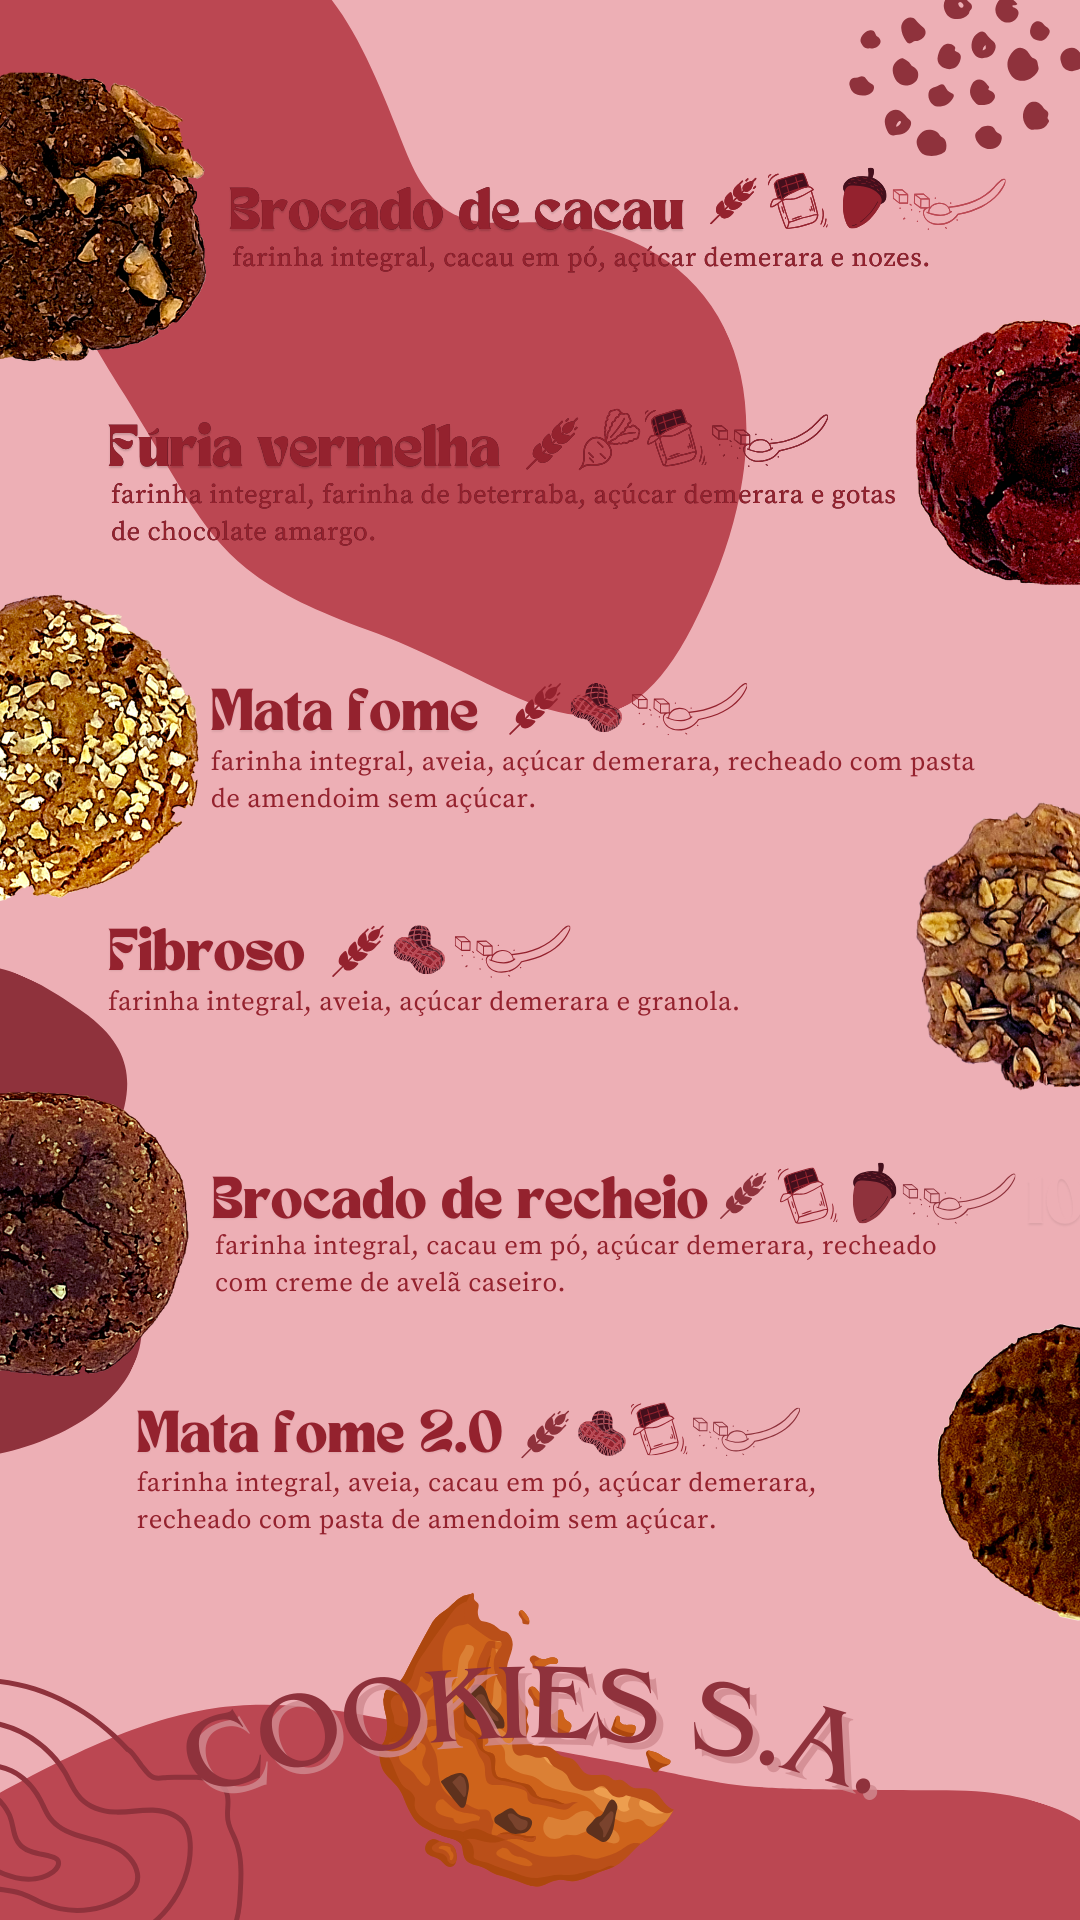 Brocado de cacau
farinha integral, cacau em pó, açúcar demerara e nozes.
Fúria vermelha
farinha integral, farinha de beterraba, açúcar demerara e gotas
de chocolate amargo.
Mata fome
farinha integral, aveia, açúcar demerara, recheado com pasta
de amendoim sem açúcar.
Fibroso
farinha integral, aveia, açúcar demerara e granola.
Brocado de recheio
10
farinha integral, cacau em pó, açúcar demerara, recheado
com creme de avelã caseiro.
Mata fome 2.0
farinha integral, aveia, cacau em pó, açúcar demerara,
recheado com pasta de amendoim sem açúcar.
COOKIES S.A.